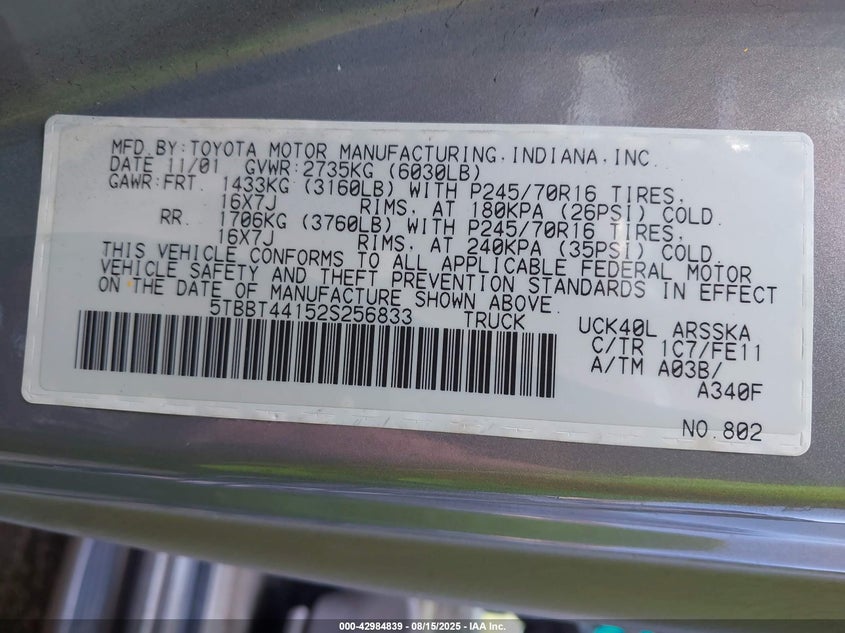 MFD.BY:TOYOTA MOTOR MANUFACTURING,INDIANA,INC.
DATE 11/01 GVWR:2735KG (6030LB)
GAWR:FRT. 1433KG (3160LB) WITH P245/70R16 TIRES,
16X7J RIMS, AT 180KPA (26PSI) COLD.
RR. 1706KG (3760LB) WITH P245/70R16 TIRES,
16X7J RIMS, AT 240KPA (35PSI) COLD.
THIS VEHICLE CONFORMS TO ALL APPLICABLE FEDERAL MOTOR
VEHICLE SAFETY AND THEFT PREVENTION STANDARDS IN EFFECT
ON THE DATE OF MANUFACTURE SHOWN ABOVE.
5TBBT44152S256833 TRUCK
UCK40L ARSSKA
C/TR 1C7/FE11
A/TM A03B/
A340F
NO.802
000-42984839 - 08/15/2025 - IAA Inc.